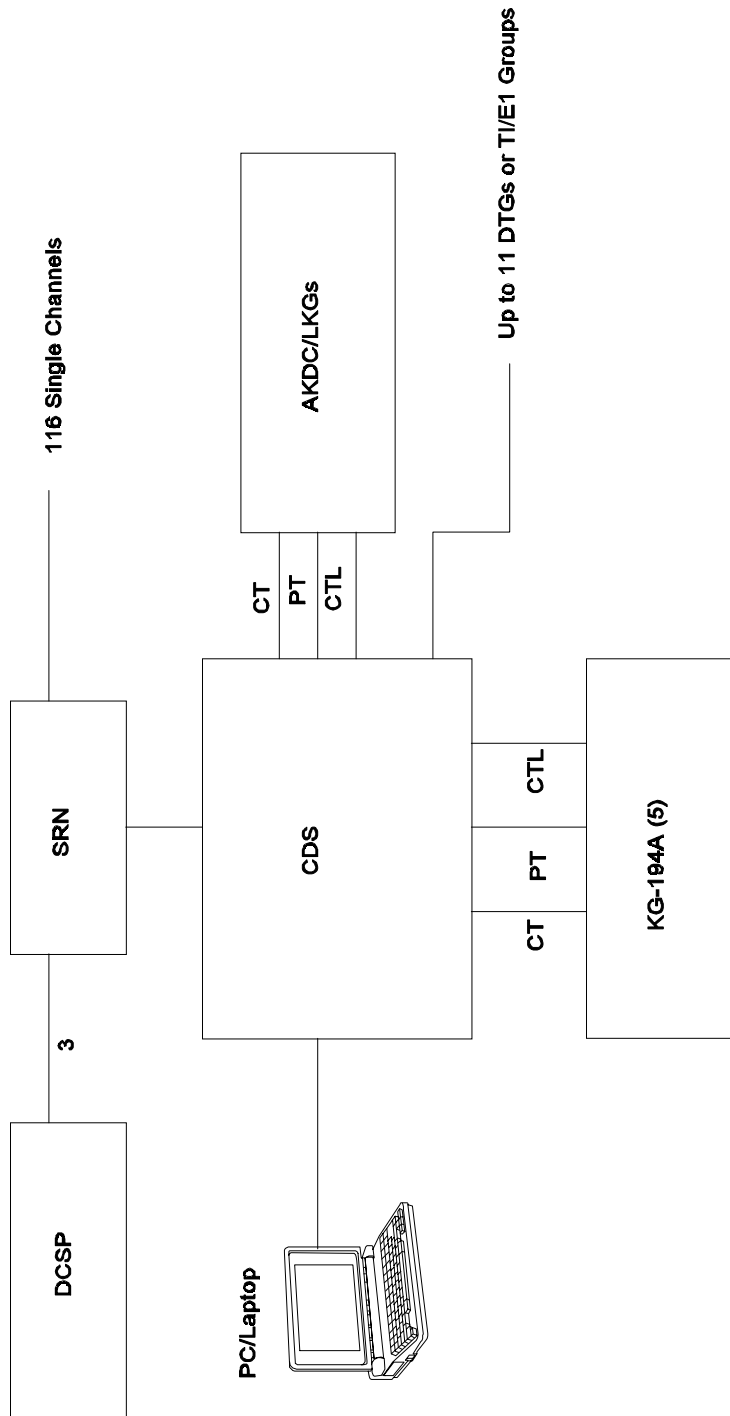 DCSP
3
SRN
116 Single Channels
PC/Laptop
CDS
CT
PT
CTL
AKDC/LKGs
CT
PT
CTL
KG-194A (5)
Up to 11 DTGs or TI/E1 Groups